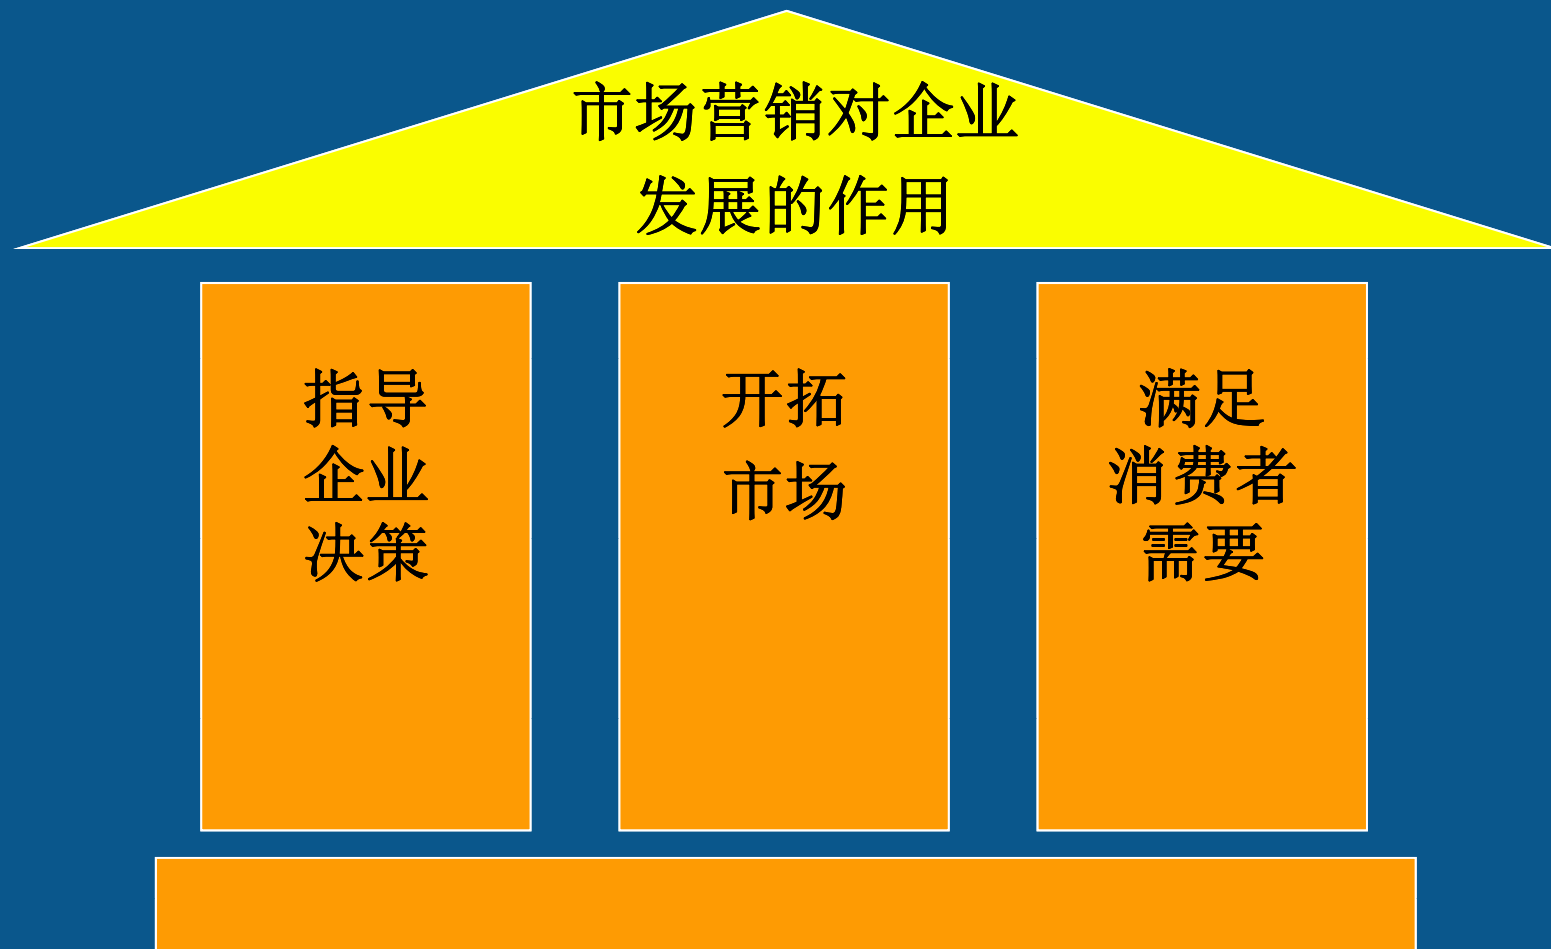 市场营销对企业
发展的作用
指导
企业
决策
开拓
市场
满足
消费者
需要